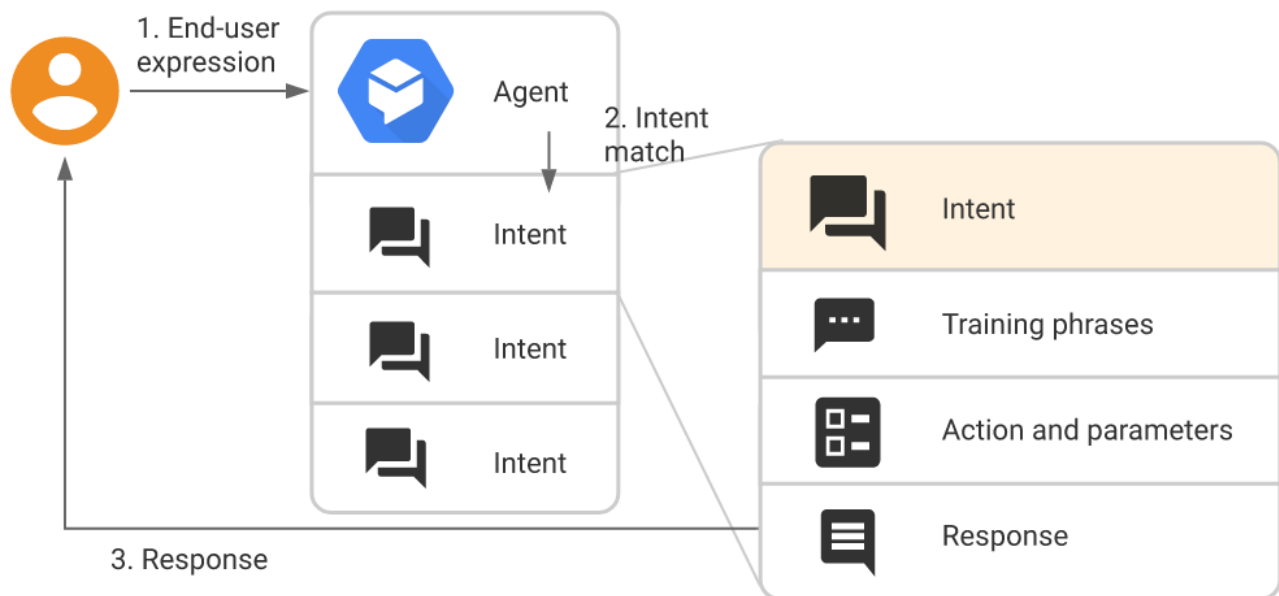 1. End-user
expression
Agent
2. Intent
match
Intent
Intent
Intent
Intent
Training phrases
Action and parameters
Response
3. Response